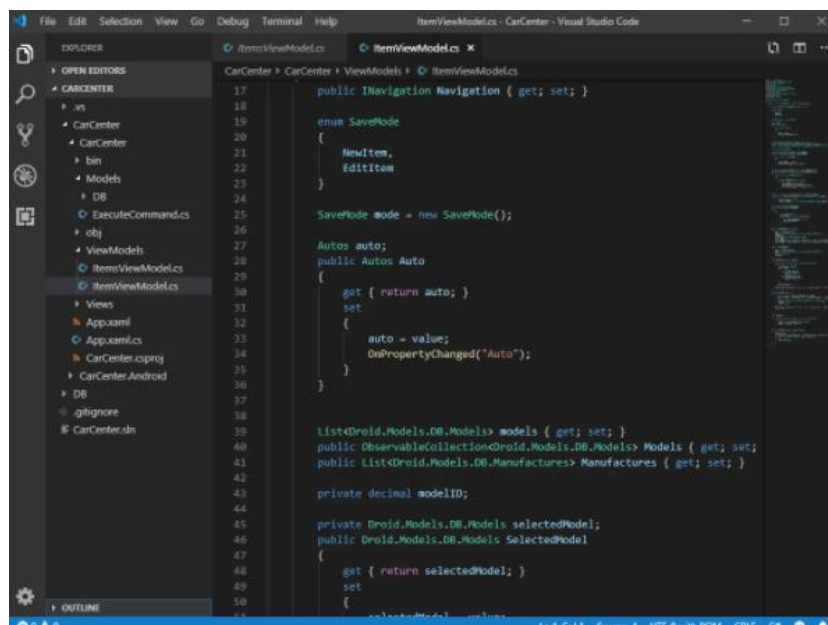 File Edit Selection View Go Debug Terminal Help
ItemViewModel.cs - CarCenter - Visual Studio Code
EXPLORER
OPEN EDITORS
CARCENTER
.vs
CarCenter
CarCenter
bin
Models
DB
ExecuteCommand.cs
obj
ViewModels
ItemsViewModel.cs
ItemViewModel.cs
Views
App.xaml
App.xaml.cs
CarCenter.csproj
CarCenter.Android
DB
.gitignore
CarCenter.sln
OUTLINE
ItemsViewModel.cs
ItemViewModel.cs
CarCenter CarCenter ViewModels ItemViewModel.cs
17 public INavigation Navigation { get; set; }
18
19 enum SaveMode
20 {
21 NewItem,
22 EditItem
23 }
24
25 SaveMode mode = new SaveMode();
26
27 Autos auto;
28 public Autos Auto
29 {
30 get { return auto; }
31 set
32 {
33 auto = value;
34 OnPropertyChanged("Auto");
35 }
36 }
37
38
39 List<Droid.Models.DB.Models> models { get; set; }
40 public ObservableCollection<Droid.Models.DB.Models> Models { get; set;
41 public List<Droid.Models.DB.Manufactures> Manufactures { get; set; }
42
43 private decimal modelID;
44
45 private Droid.Models.DB.Models selectedModel;
46 public Droid.Models.DB.Models SelectedModel
47 {
48 get { return selectedModel; }
49 set
50 {